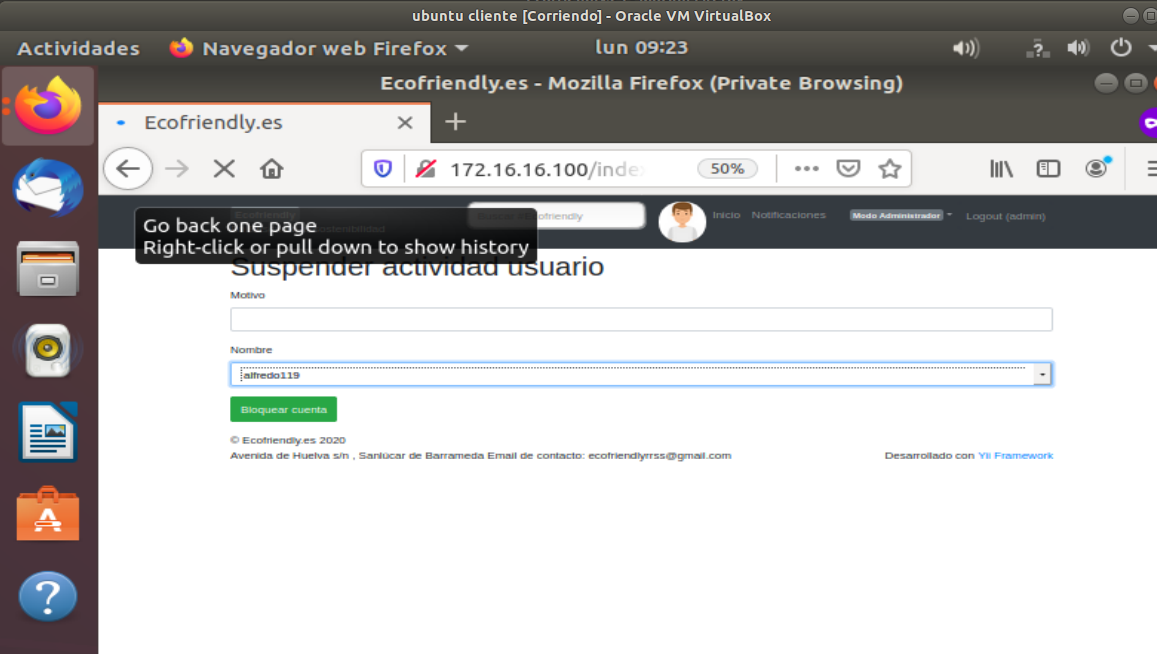 ubuntu cliente [Corriendo] - Oracle VM VirtualBox
Actividades Navegador web Firefox lun 09:23
Ecofriendly.es - Mozilla Firefox (Private Browsing)
Ecofriendly.es
172.16.16.100/inde 50%
Ecofriendly Inicio Notificaciones Modo Administrador Logout (admin)
Go back one page
Right-click or pull down to show history
Suspender actividad usuario
Motivo
Nombre
alfredo119
Bloquear cuenta
© Ecofriendly.es 2020
Avenida de Huelva s/n , Sanlúcar de Barrameda Email de contacto: ecofriendlyrrss@gmail.com Desarrollado con Yii Framework